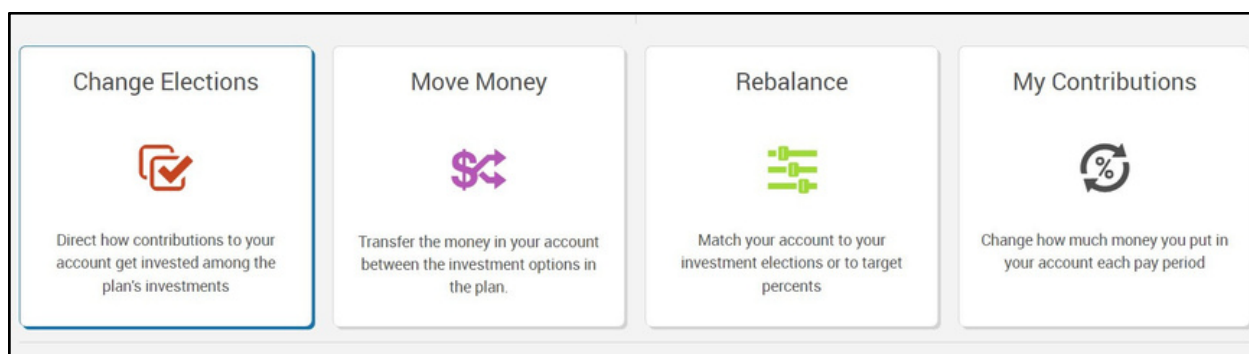 Change Elections
Direct how contributions to your
account get invested among the
plan's investments
Move Money
$
Transfer the money in your account
between the investment options in
the plan.
Rebalance
Match your account to your
investment elections or to target
percents
My Contributions
%
Change how much money you put in
your account each pay period